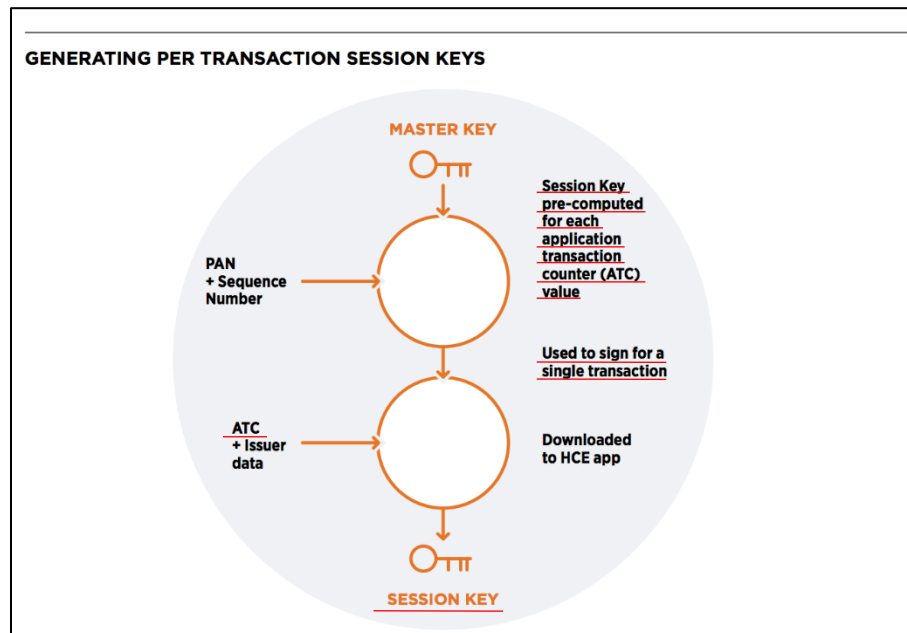 GENERATING PER TRANSACTION SESSION KEYS
MASTER KEY
Session Key
pre-computed
for each
application
transaction
counter (ATC)
value
PAN
+ Sequence
Number
Used to sign for a
single transaction
ATC
+ Issuer
data
Downloaded
to HCE app
SESSION KEY